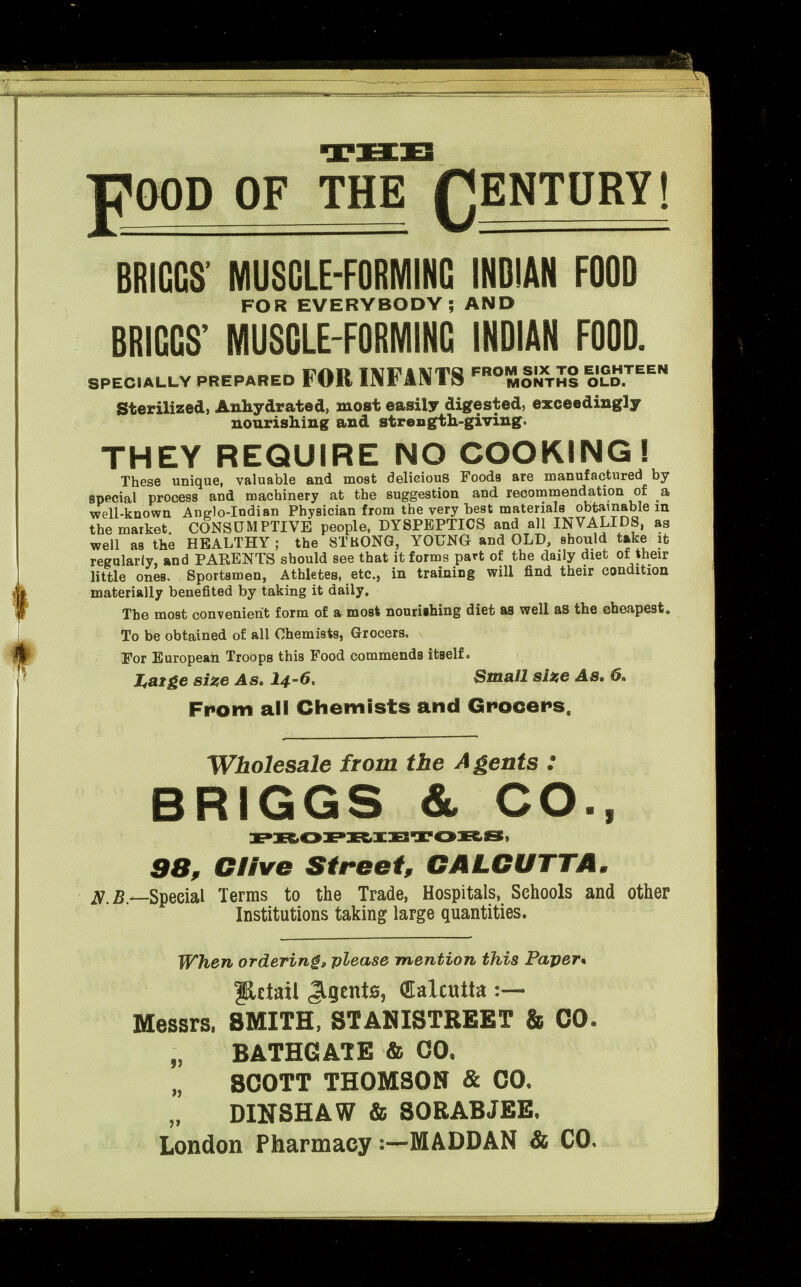 THE
FOOD OF THE CENTURY!
BRIGGS' MUSCLE-FORMING INDIAN FOOD
FOR EVERYBODY; AND
BRIGGS' MUSCLE-FORMING INDIAN FOOD.
SPECIALLY PREPARED FOR INFANTS FROM SIX TO EIGHTEEN MONTHS OLD.
Sterilized, Anhydrated, most easily digested, exceedingly
nourishing and strength-giving.
THEY REQUIRE NO COOKING!
These unique, valuable and most delicious Foods are manufactured by
special process and machinery at the suggestion and recommendation of a
well-known Anglo-Indian Physician from the very best materials obtainable in
the market. CONSUMPTIVE people, DYSPEPTICS and all INVALIDS, as
well as the HEALTHY; the STRONG, YOUNG and OLD, should take it
regularly, and PARENTS should see that it forms part of the daily diet of their
little ones. Sportsmen, Athletes, etc., in training will find their condition
materially benefited by taking it daily.
The most convenient form of a most nourishing diet as well as the cheapest.
To be obtained of all Chemists, Grocers.
For European Troops this Food commends itself.
Large size As. 14-6. Small size As. 6.
From all Chemists and Grocers.
Wholesale from the Agents :
BRIGGS & CO.,
PROPRIETORS,
98, Clive Street, CALCUTTA.
N.B.—Special Terms to the Trade, Hospitals, Schools and other
Institutions taking large quantities.
When ordering, please mention this Paper.
Retail Agents, Calcutta :—
Messrs. SMITH, STANISTREET & CO.
„ BATHGATE & CO.
„ SCOTT THOMSON & CO.
„ DINSHAW & SORABJEE.
London Pharmacy :—MADDAN & CO.